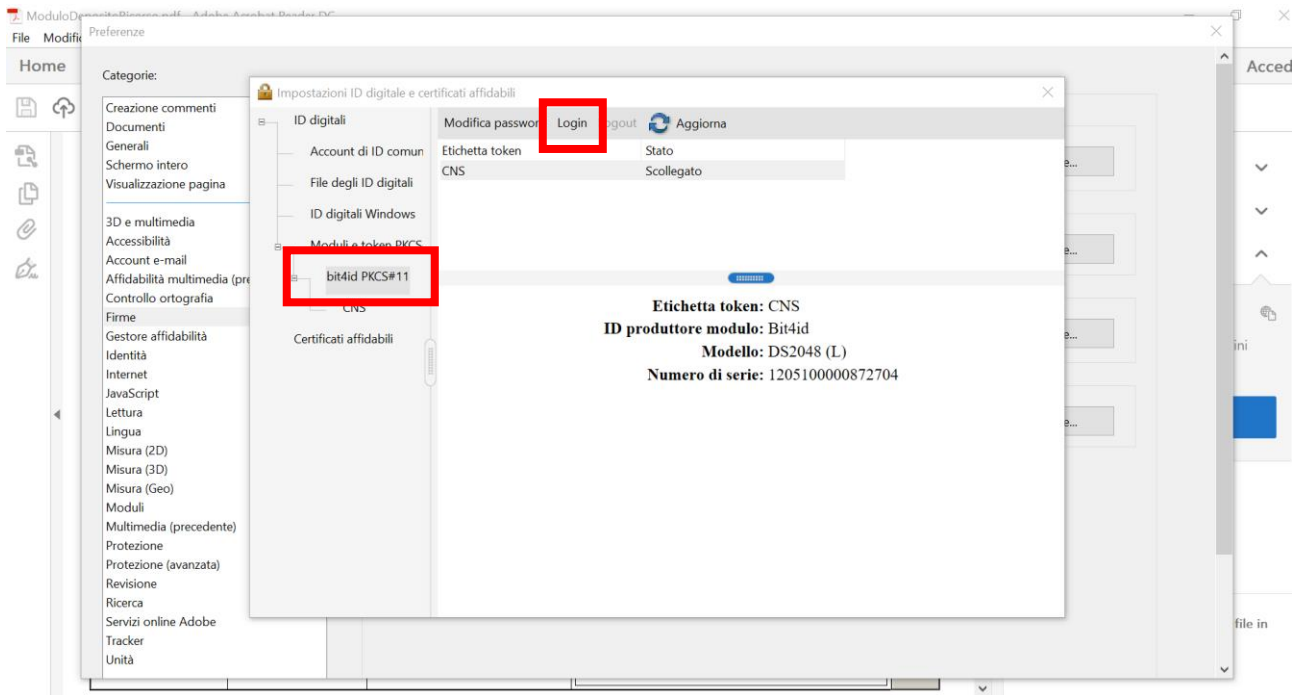 ModuloDepositoRicorso.pdf - Adobe Acrobat Reader DC
File Modific
Preferenze
Home
Acced
Categorie:
Creazione commenti
Documenti
Generali
Schermo intero
Visualizzazione pagina
3D e multimedia
Accessibilità
Account e-mail
Affidabilità multimedia (pre
Controllo ortografia
Firme
Gestore affidabilità
Identità
Internet
JavaScript
Lettura
Lingua
Misura (2D)
Misura (3D)
Misura (Geo)
Moduli
Multimedia (precedente)
Protezione
Protezione (avanzata)
Revisione
Ricerca
Servizi online Adobe
Tracker
Unità
Impostazioni ID digitale e certificati affidabili
ID digitali
Account di ID comun
File degli ID digitali
ID digitali Windows
Moduli e token PKCS
bit4id PKCS#11
CNS
Certificati affidabili
Modifica passwor Login ogout Aggiorna
Etichetta token Stato
CNS Scollegato
Etichetta token: CNS
ID produttore modulo: Bit4id
Modello: DS2048 (L)
Numero di serie: 1205100000872704
e...
e...
e...
e...
ini
file in